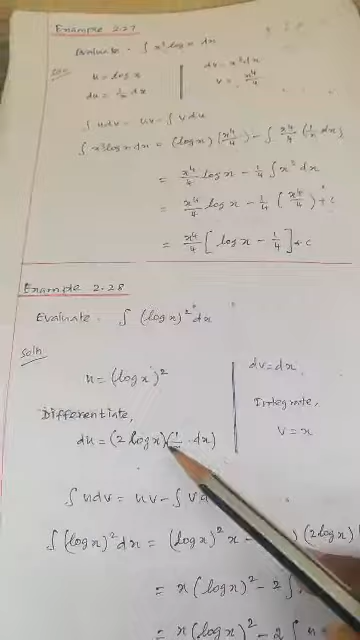 Example 2.27
Evaluate. ∫ x³ log x dx
Soln
u = log x
du = 1/x dx
dv = x³ dx
v = x⁴/4
∫ u dv = uv - ∫ v du
∫ x³ log x dx = (log x) (x⁴/4) - ∫ x⁴/4 (1/x dx)
= x⁴/4 log x - 1/4 ∫ x³ dx
= x⁴/4 log x - 1/4 (x⁴/4) + c
= x⁴/4 [log x - 1/4] + c
Example 2.28
Evaluate. ∫ (log x)² dx
Soln
u = (log x)²
Differentiate,
du = (2 log x) (1/x . dx)
dv = dx
Integrate,
v = x
∫ u dv = uv - ∫ v d
∫ (log x)² dx = (log x)² x - ) (2 log x) (
= x (log x)² - 2 ∫
= x (log x)² - 2 ∫